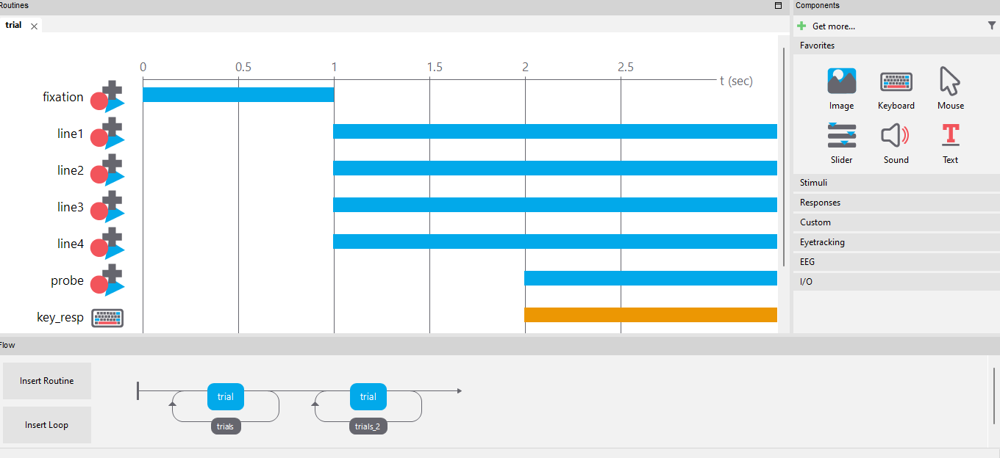 Routines
trial
0 0.5 1 1.5 2 2.5
t (sec)
fixation
line1
line2
line3
line4
probe
key_resp
Components
Get more...
Favorites
Image Keyboard Mouse
Slider Sound Text
Stimuli
Responses
Custom
Eyetracking
EEG
I/O
Flow
Insert Routine
Insert Loop
trial trial
trials trials_2